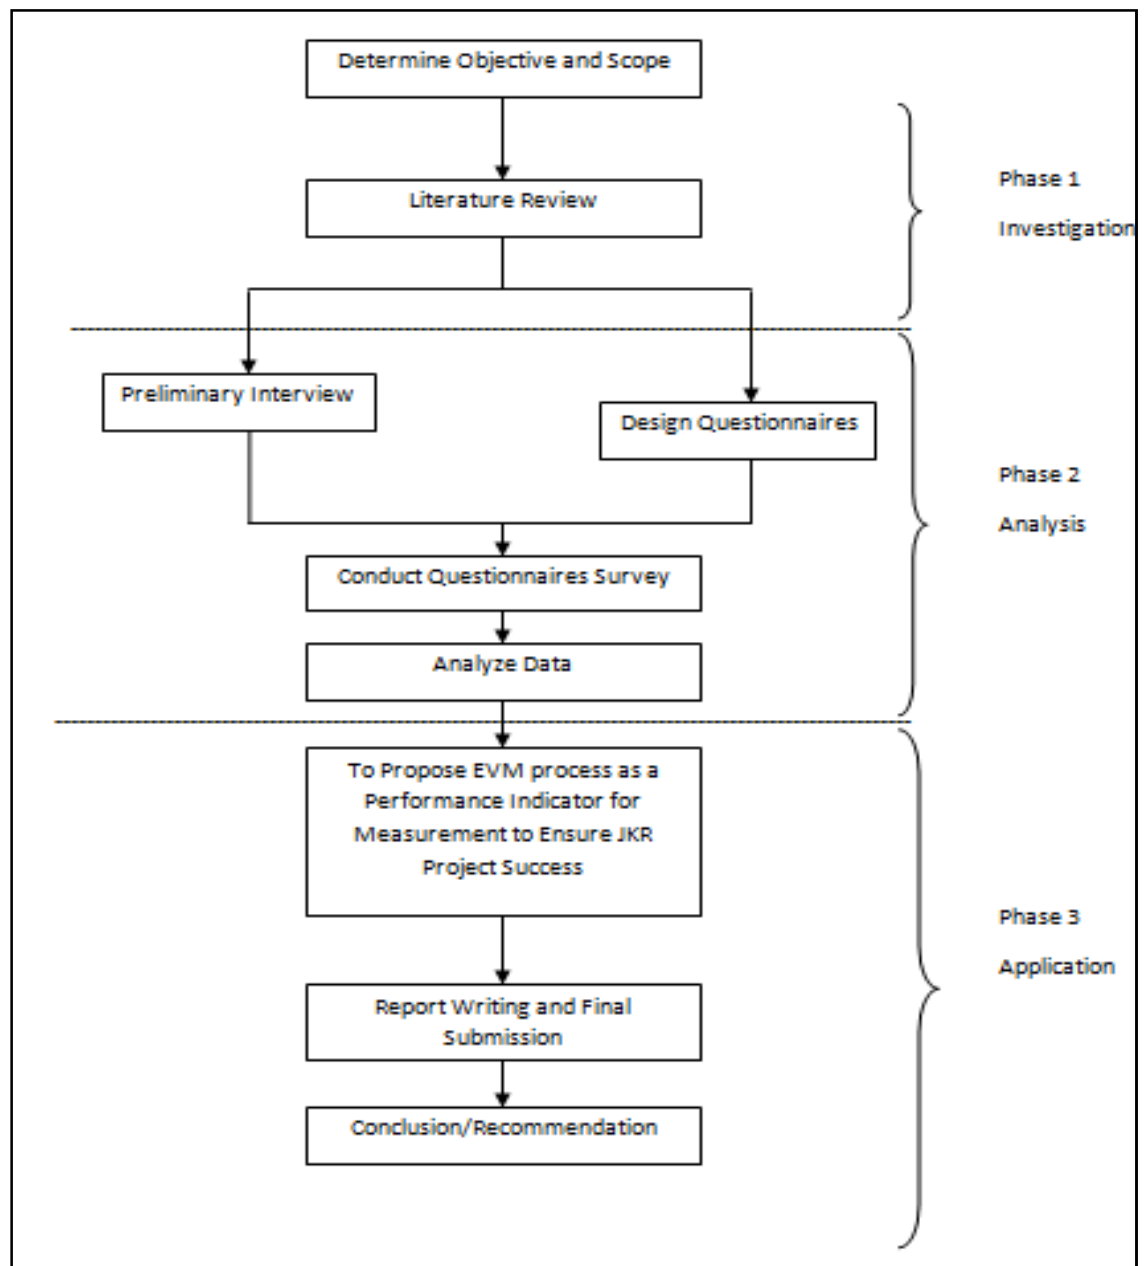 Determine Objective and Scope
Literature Review
Phase 1
Investigation
Preliminary Interview
Design Questionnaires
Conduct Questionnaires Survey
Analyze Data
Phase 2
Analysis
To Propose EVM process as a
Performance Indicator for
Measurement to Ensure JKR
Project Success
Report Writing and Final
Submission
Conclusion/Recommendation
Phase 3
Application